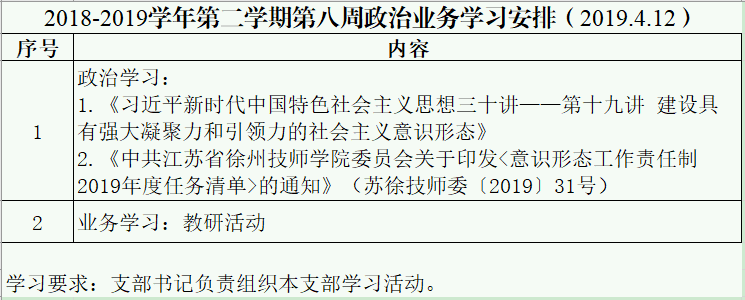 2018-2019学年第二学期第八周政治业务学习安排（2019.4.12）
序号 内容
政治学习：
1.《习近平新时代中国特色社会主义思想三十讲——第十九讲 建设具
1 有强大凝聚力和引领力的社会主义意识形态》
2.《中共江苏省徐州技师学院委员会关于印发<意识形态工作责任制
2019年度任务清单>的通知》（苏徐技师委〔2019〕31号）
2 业务学习：教研活动
学习要求：支部书记负责组织本支部学习活动。